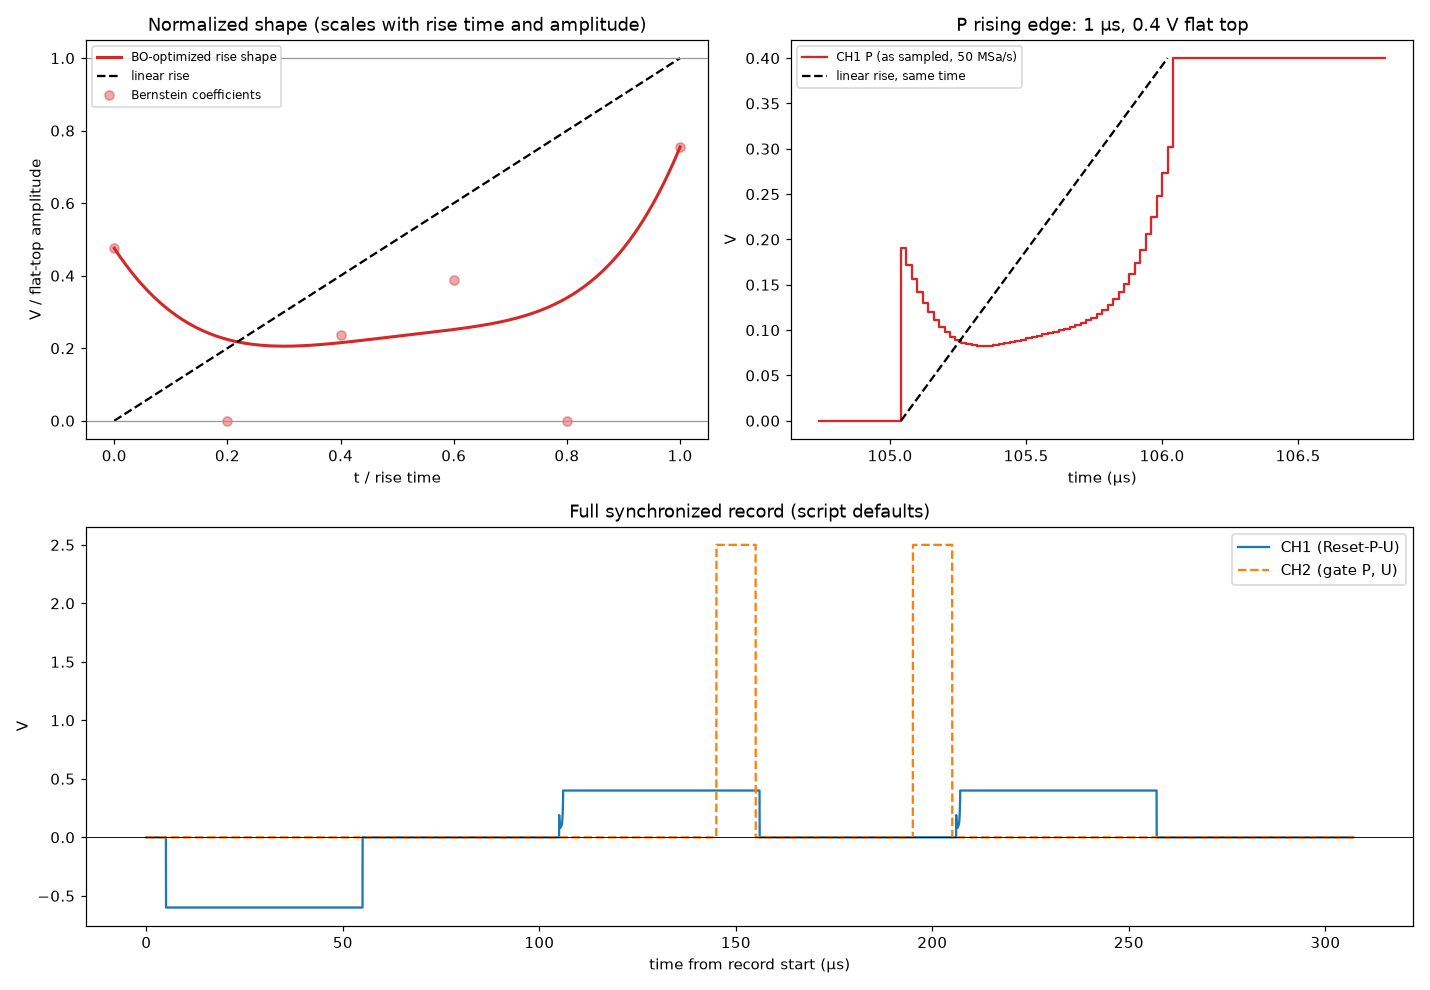 Normalized shape (scales with rise time and amplitude)
BO-optimized rise shape
linear rise
Bernstein coefficients
V / flat-top amplitude
1.0
0.8
0.6
0.4
0.2
0.0
0.0 0.2 0.4 0.6 0.8 1.0
t / rise time
P rising edge: 1 µs, 0.4 V flat top
CH1 P (as sampled, 50 MSa/s)
linear rise, same time
V
0.40
0.35
0.30
0.25
0.20
0.15
0.10
0.05
0.00
105.0 105.5 106.0 106.5
time (µs)
Full synchronized record (script defaults)
CH1 (Reset-P-U)
CH2 (gate P, U)
V
2.5
2.0
1.5
1.0
0.5
0.0
−0.5
0 50 100 150 200 250 300
time from record start (µs)